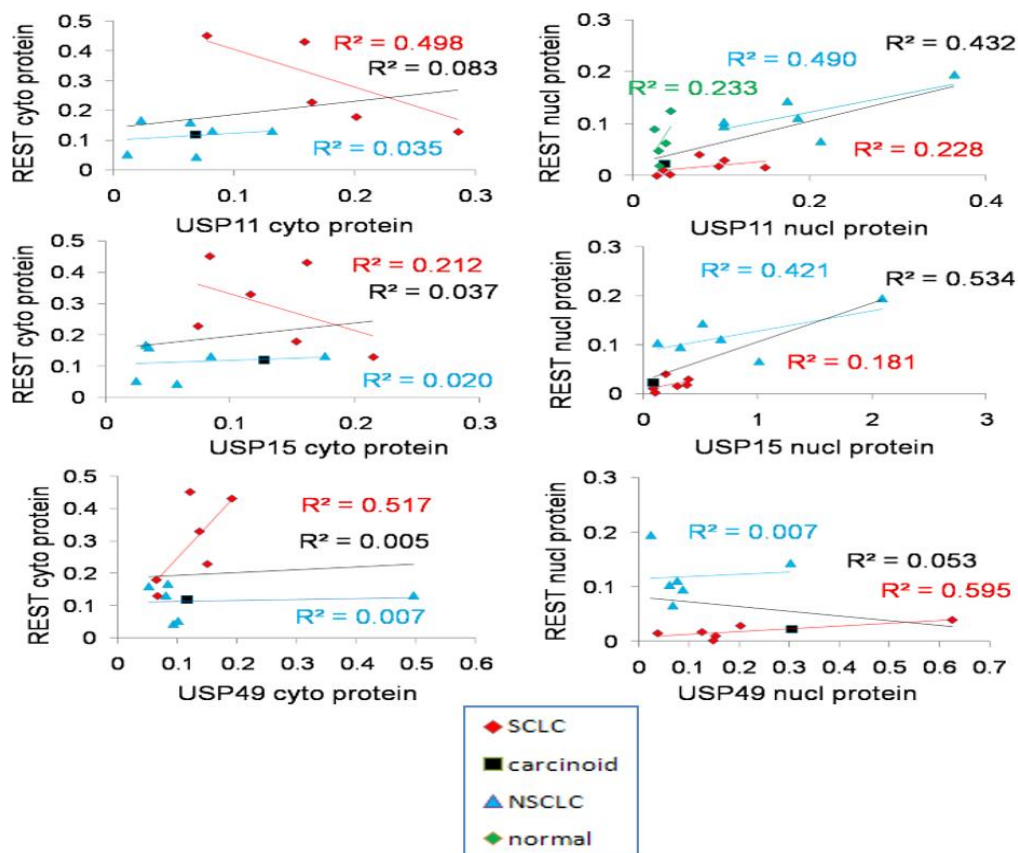 REST cyto protein
0.5
0.4
0.3
0.2
0.1
0
R² = 0.498
R² = 0.083
R² = 0.035
0
0.1
0.2
0.3
USP11 cyto protein
REST nucl protein
0.3
0.2
0.1
0
R² = 0.432
R² = 0.490
R² = 0.233
R² = 0.228
0
0.2
0.4
USP11 nucl protein
REST cyto protein
0.5
0.4
0.3
0.2
0.1
0
R² = 0.212
R² = 0.037
R² = 0.020
0
0.1
0.2
0.3
USP15 cyto protein
REST nucl protein
0.3
0.2
0.1
0
R² = 0.421
R² = 0.534
R² = 0.181
0
1
2
3
USP15 nucl protein
REST cyto protein
0.5
0.4
0.3
0.2
0.1
0
R² = 0.517
R² = 0.005
R² = 0.007
0
0.1
0.2
0.3
0.4
0.5
0.6
USP49 cyto protein
REST nucl protein
0.3
0.2
0.1
0
R² = 0.007
R² = 0.053
R² = 0.595
0
0.1
0.2
0.3
0.4
0.5
0.6
0.7
USP49 nucl protein
SCLC
carcinoid
NSCLC
normal